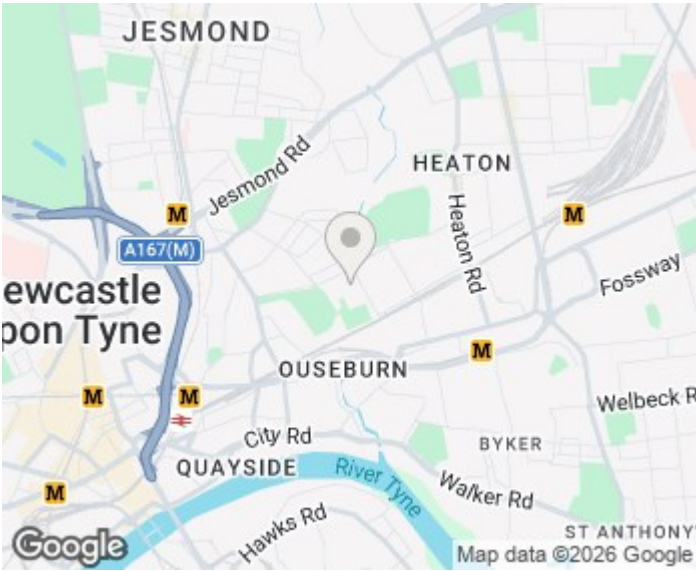 JESMOND
Jesmond Rd
HEATON
M
M
Heaton Rd
A167(M)
Fossway
ewcastle
pon Tyne
M
OUSEBURN
M
M
Welbeck R
City Rd
BYKER
QUAYSIDE
River Tyne
Walker Rd
M
Hawks Rd
ST ANTHONY'
Google
Map data ©2026 Google